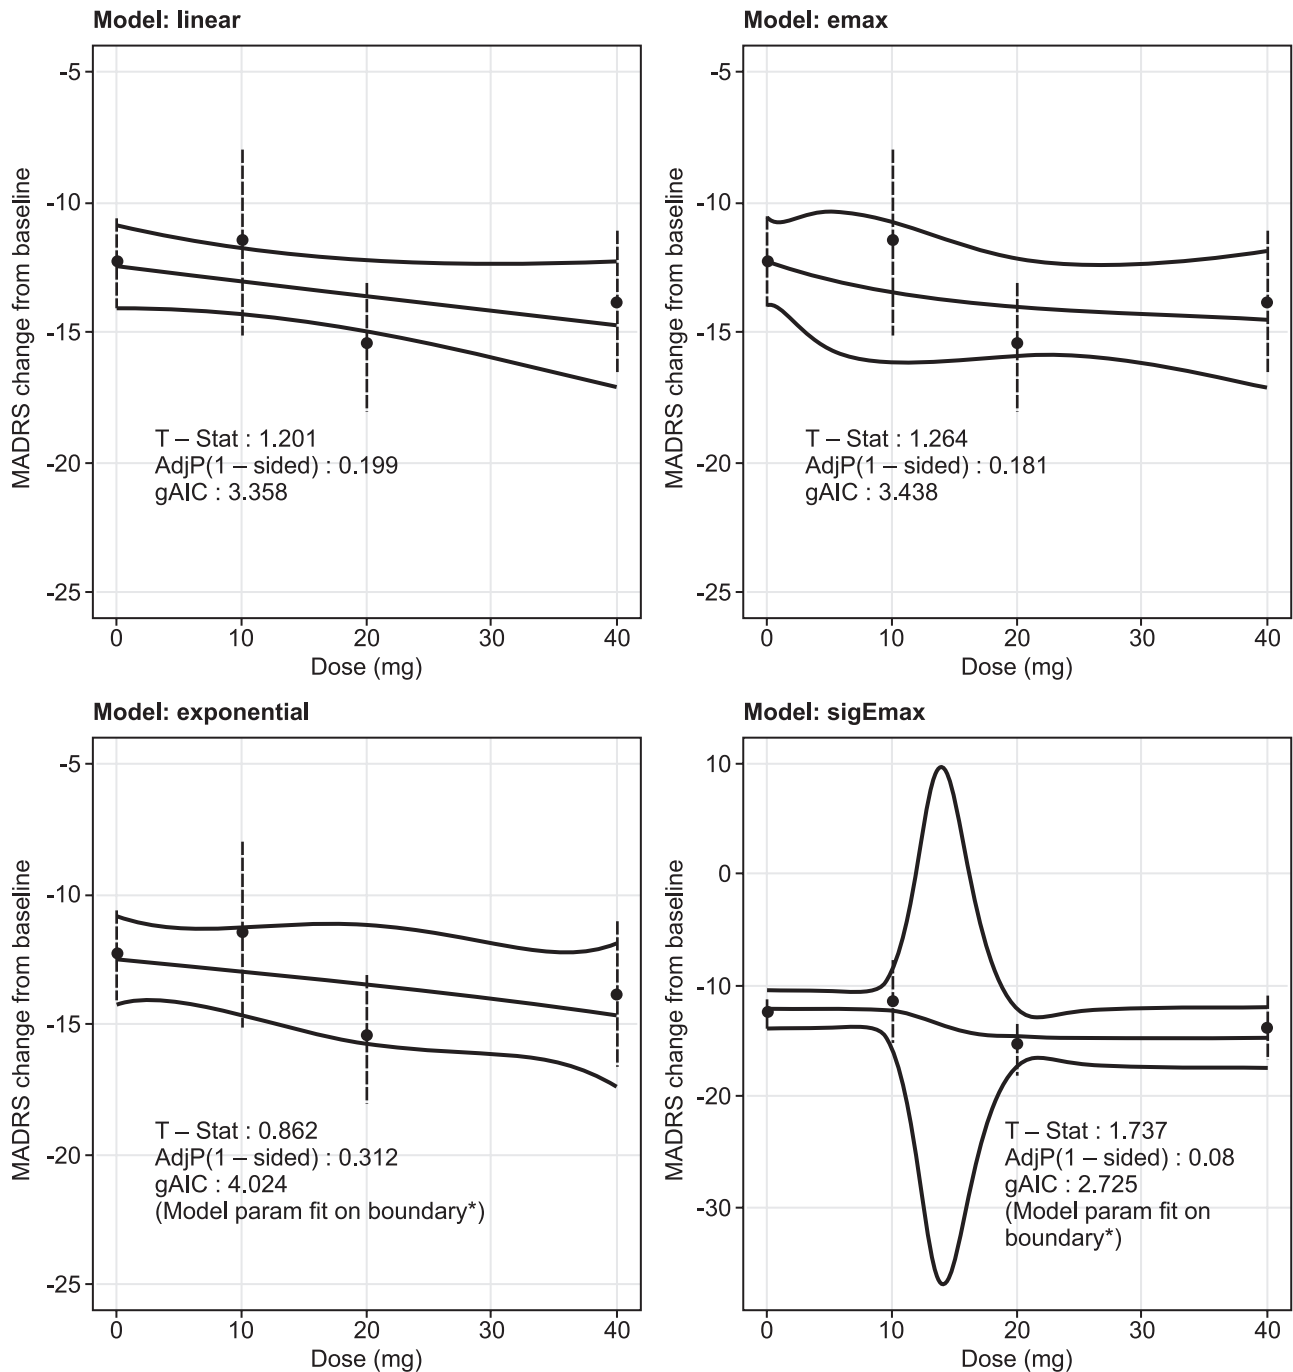 Model: linear
-5
-10
-15
-20
-25
MADRS change from baseline
T – Stat : 1.201
AdjP(1 – sided) : 0.199
gAIC : 3.358
0 10 20 30 40
Dose (mg)
Model: emax
-5
-10
-15
-20
-25
MADRS change from baseline
T – Stat : 1.264
AdjP(1 – sided) : 0.181
gAIC : 3.438
0 10 20 30 40
Dose (mg)
Model: exponential
-5
-10
-15
-20
-25
MADRS change from baseline
T – Stat : 0.862
AdjP(1 – sided) : 0.312
gAIC : 4.024
(Model param fit on boundary*)
0 10 20 30 40
Dose (mg)
Model: sigEmax
10
0
-10
-20
-30
MADRS change from baseline
T – Stat : 1.737
AdjP(1 – sided) : 0.08
gAIC : 2.725
(Model param fit on
boundary*)
0 10 20 30 40
Dose (mg)